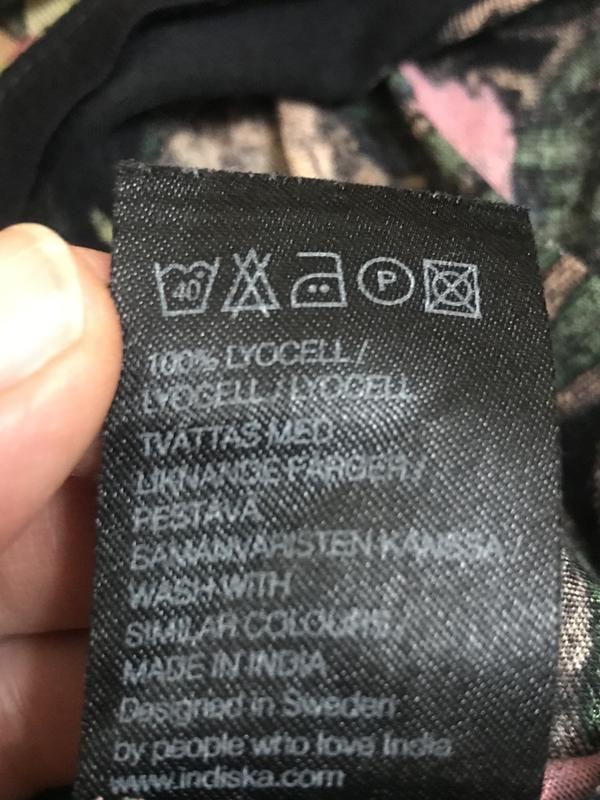 40
P
100% LYOCELL /
LYOCELL / LYOCELL
TVÄTTAS MED
LIKNANDE FÄRGER /
PESTÄVÄ
SAMANVÄRISTEN KANSSA /
WASH WITH
SIMILAR COLOURS /
MADE IN INDIA
Designed in Sweden
by people who love India
www.indiska.com